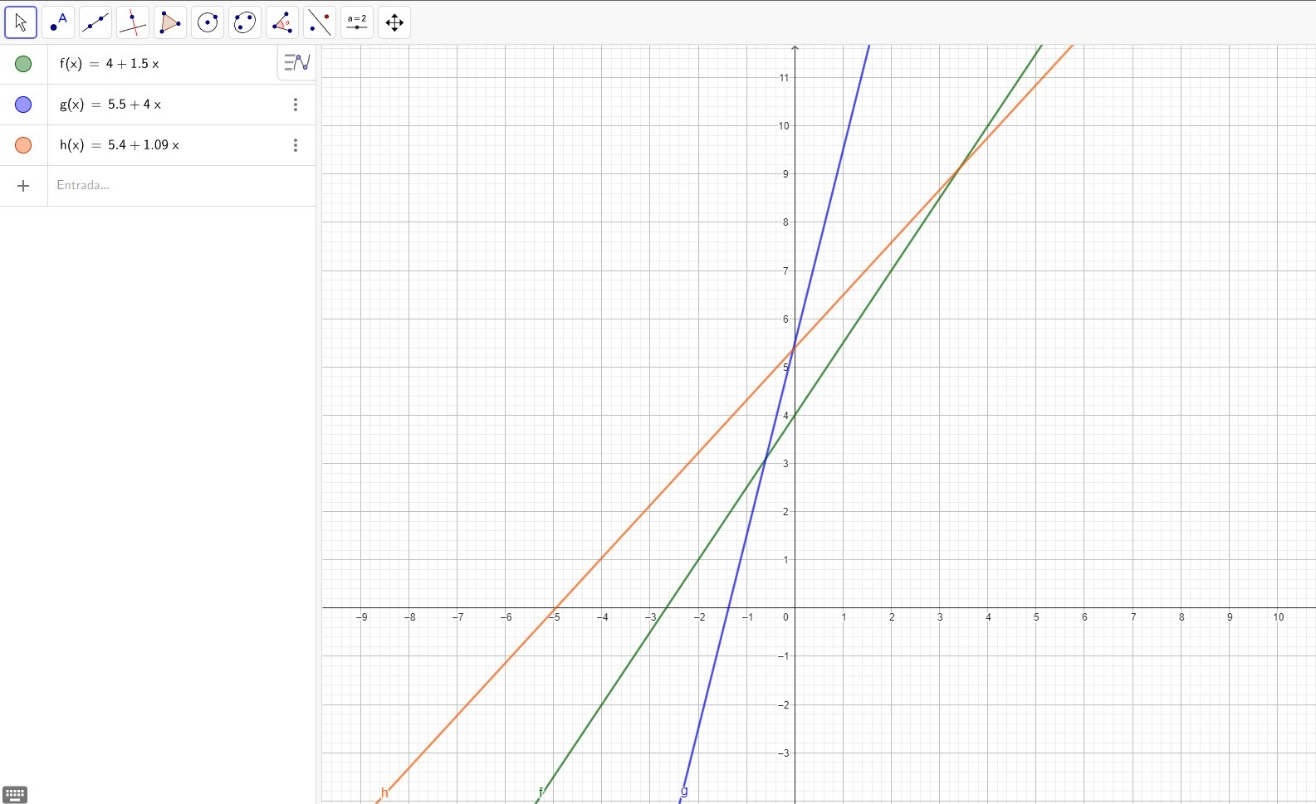 a = 2
f(x) = 4 + 1.5 x
g(x) = 5.5 + 4 x
h(x) = 5.4 + 1.09 x
Entrada...
A
11
10
9
8
7
6
5
4
3
2
1
–9 –8 –7 –6 –5 –4 –3 –2 –1 0 1 2 3 4 5 6 7 8 9 10
–1
–2
–3
h f g